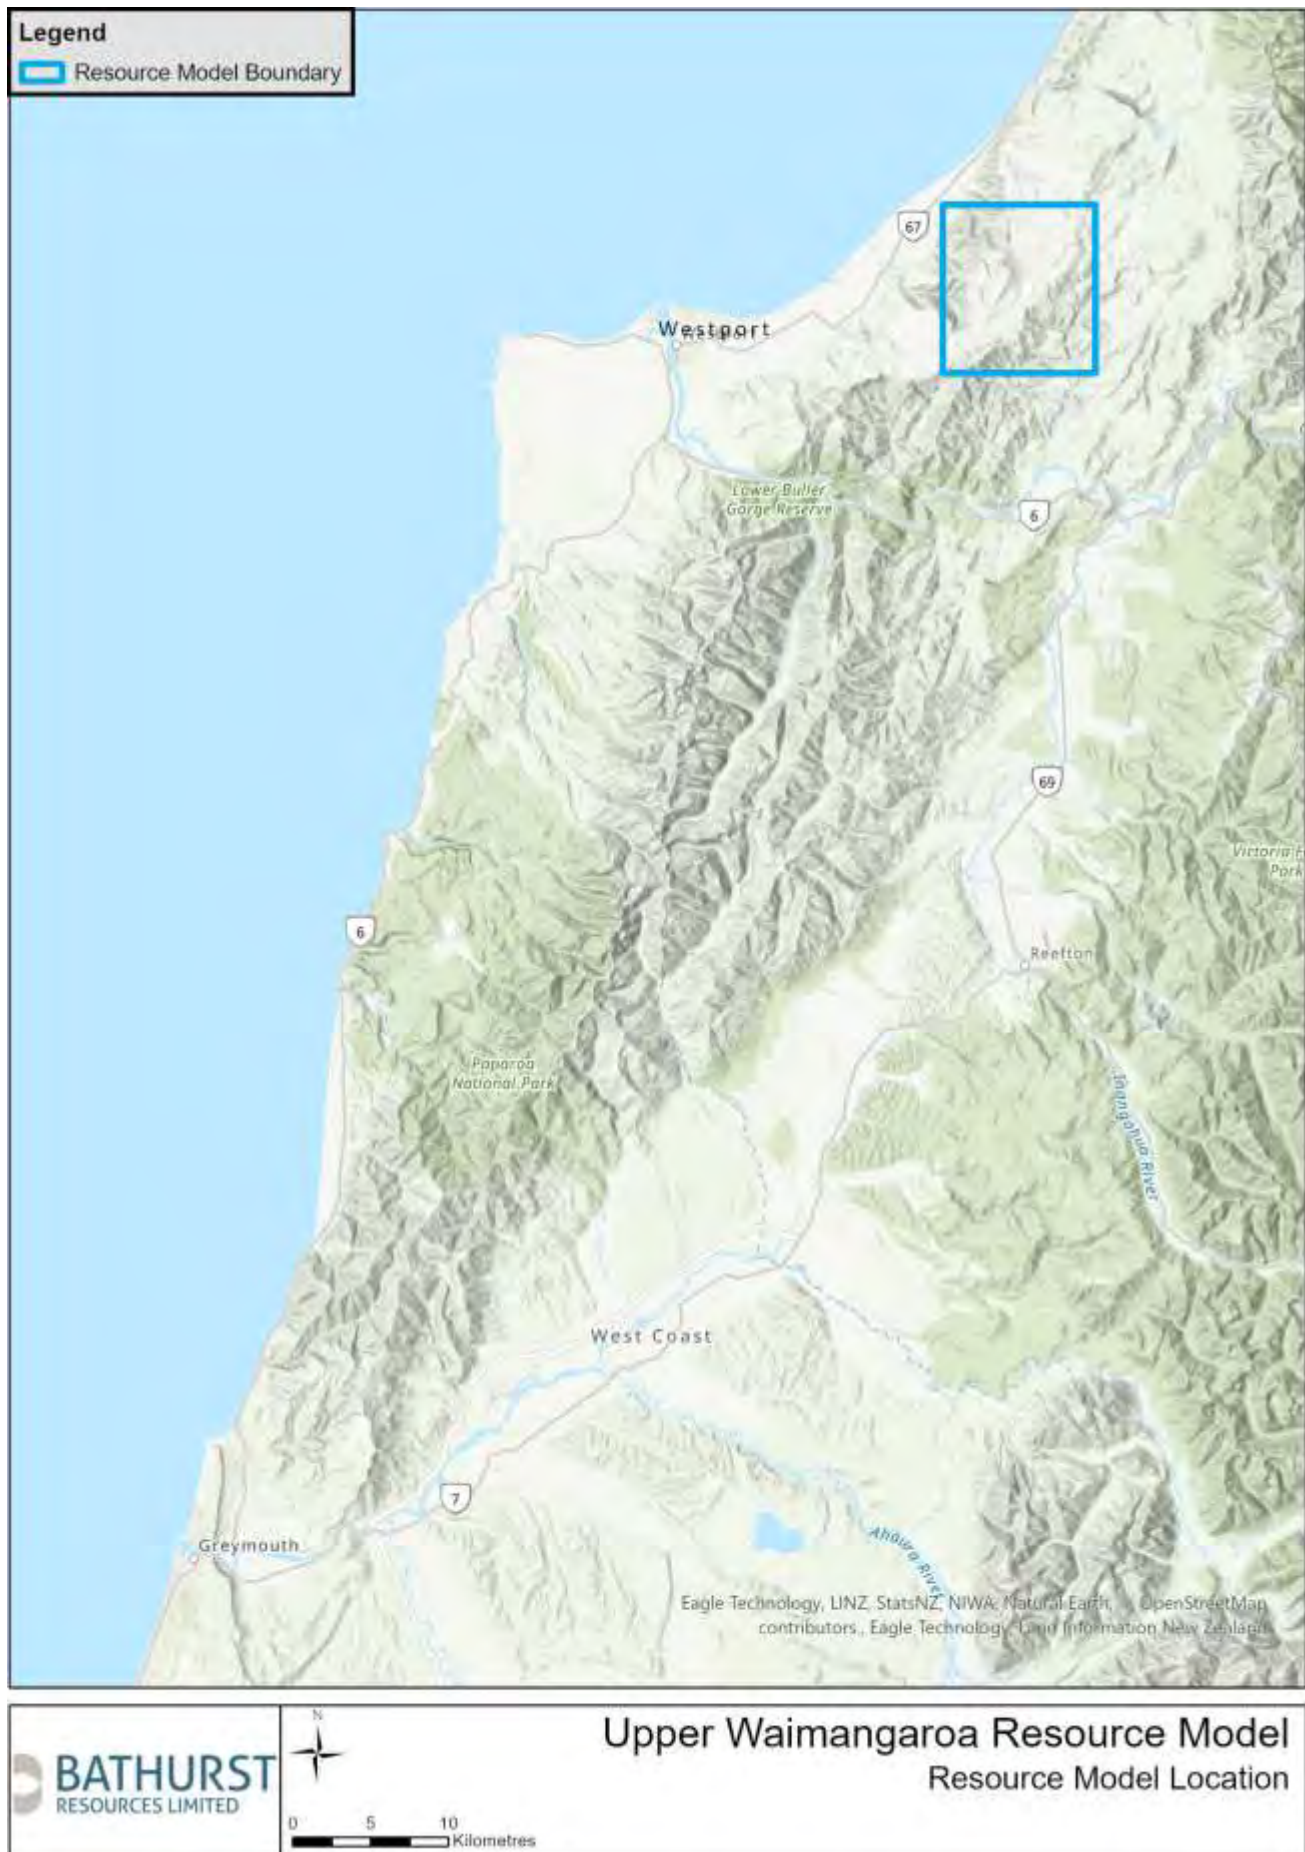 Legend
Resource Model Boundary
67
Westport
Lower Buller
Gorge Reserve
6
69
Victoria F
Park
6
Reefton
Paparoa
National Park
Inangahua River
West Coast
7
Greymouth
Ahaura River
Eagle Technology, LINZ, StatsNZ, NIWA, Natural Earth, © OpenStreetMap
contributors., Eagle Technology, Land Information New Zealand
BATHURST
RESOURCES LIMITED
N
0 5 10
Kilometres
Upper Waimangaroa Resource Model
Resource Model Location